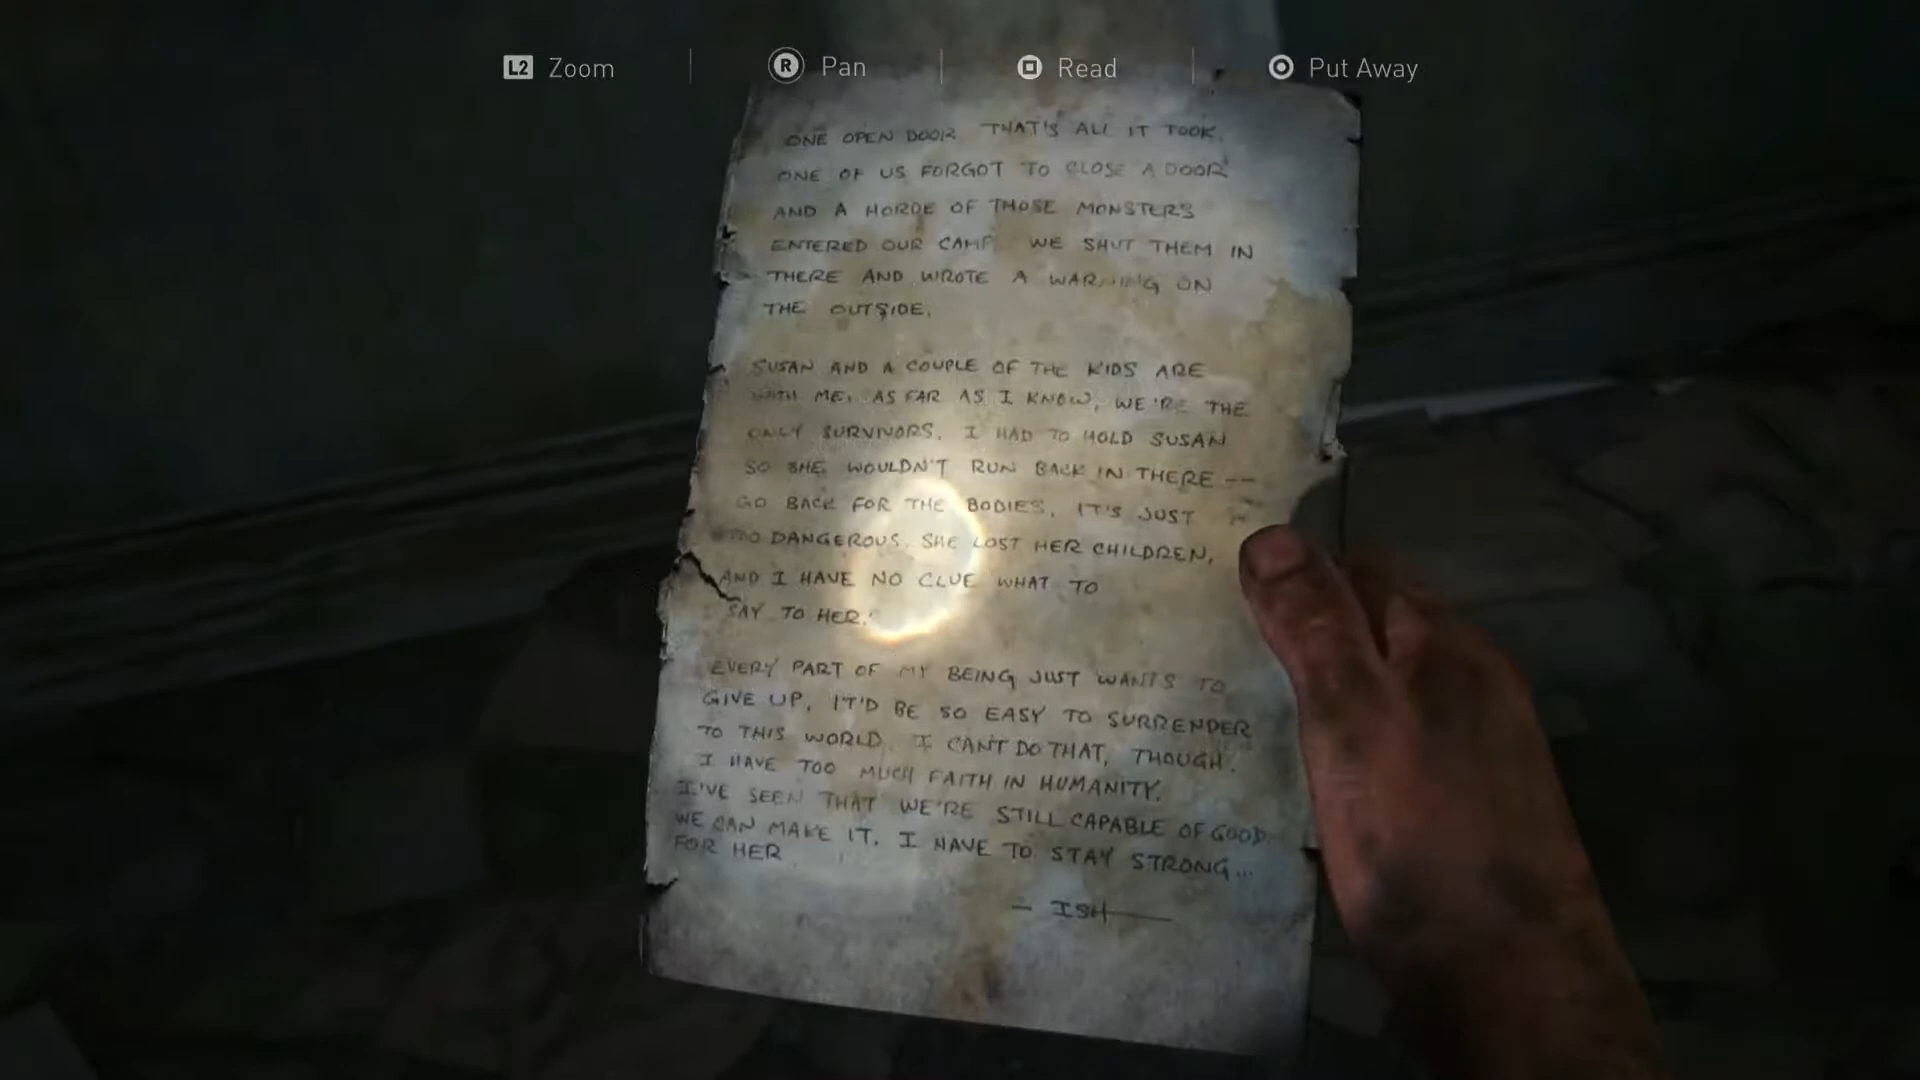 L2 Zoom
R Pan
Read
Put Away
ONE OPEN DOOR. THAT'S ALL IT TOOK.
ONE OF US FORGOT TO CLOSE A DOOR
AND A HORDE OF THOSE MONSTERS
ENTERED OUR CAMP. WE SHUT THEM IN
THERE AND WROTE A WARNING ON
THE OUTSIDE.
SUSAN AND A COUPLE OF THE KIDS ARE
WITH ME. AS FAR AS I KNOW, WE'RE THE
ONLY SURVIVORS. I HAD TO HOLD SUSAN
SO SHE WOULDN'T RUN BACK IN THERE --
GO BACK FOR THE BODIES. IT'S JUST
TOO DANGEROUS. SHE LOST HER CHILDREN,
AND I HAVE NO CLUE WHAT TO
SAY TO HER.
EVERY PART OF MY BEING JUST WANTS TO
GIVE UP. IT'D BE SO EASY TO SURRENDER
TO THIS WORLD. I CAN'T DO THAT, THOUGH.
I HAVE TOO MUCH FAITH IN HUMANITY.
I'VE SEEN THAT WE'RE STILL CAPABLE OF GOOD.
WE CAN MAKE IT. I HAVE TO STAY STRONG...
FOR HER
- ISH